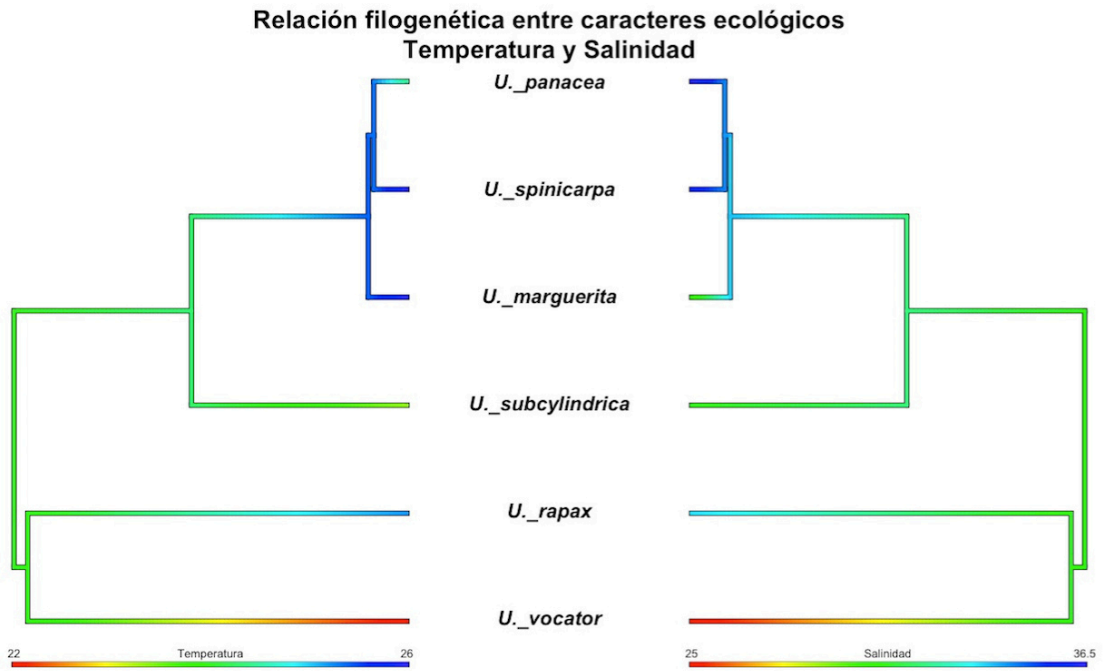 Relación filogenética entre caracteres ecológicos
Temperatura y Salinidad
U._panacea
U._spinicarpa
U._marguerita
U._subcylindrica
U._rapax
U._vocator
22 Temperatura 26
25 Salinidad 36.5